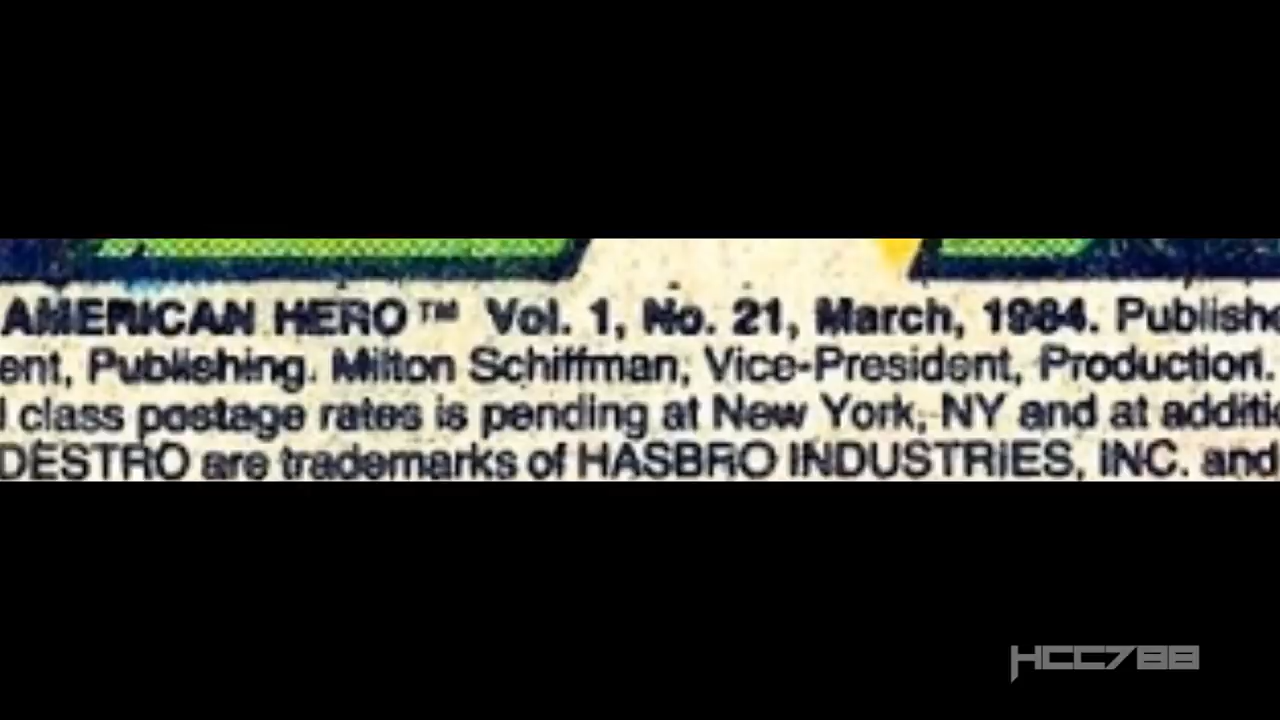 AMERICAN HERO™ Vol. 1, No. 21, March, 1984. Publishe
ent, Publishing. Milton Schiffman, Vice-President, Production.
l class postage rates is pending at New York, NY and at additi
DESTRO are trademarks of HASBRO INDUSTRIES, INC. and
HCC788